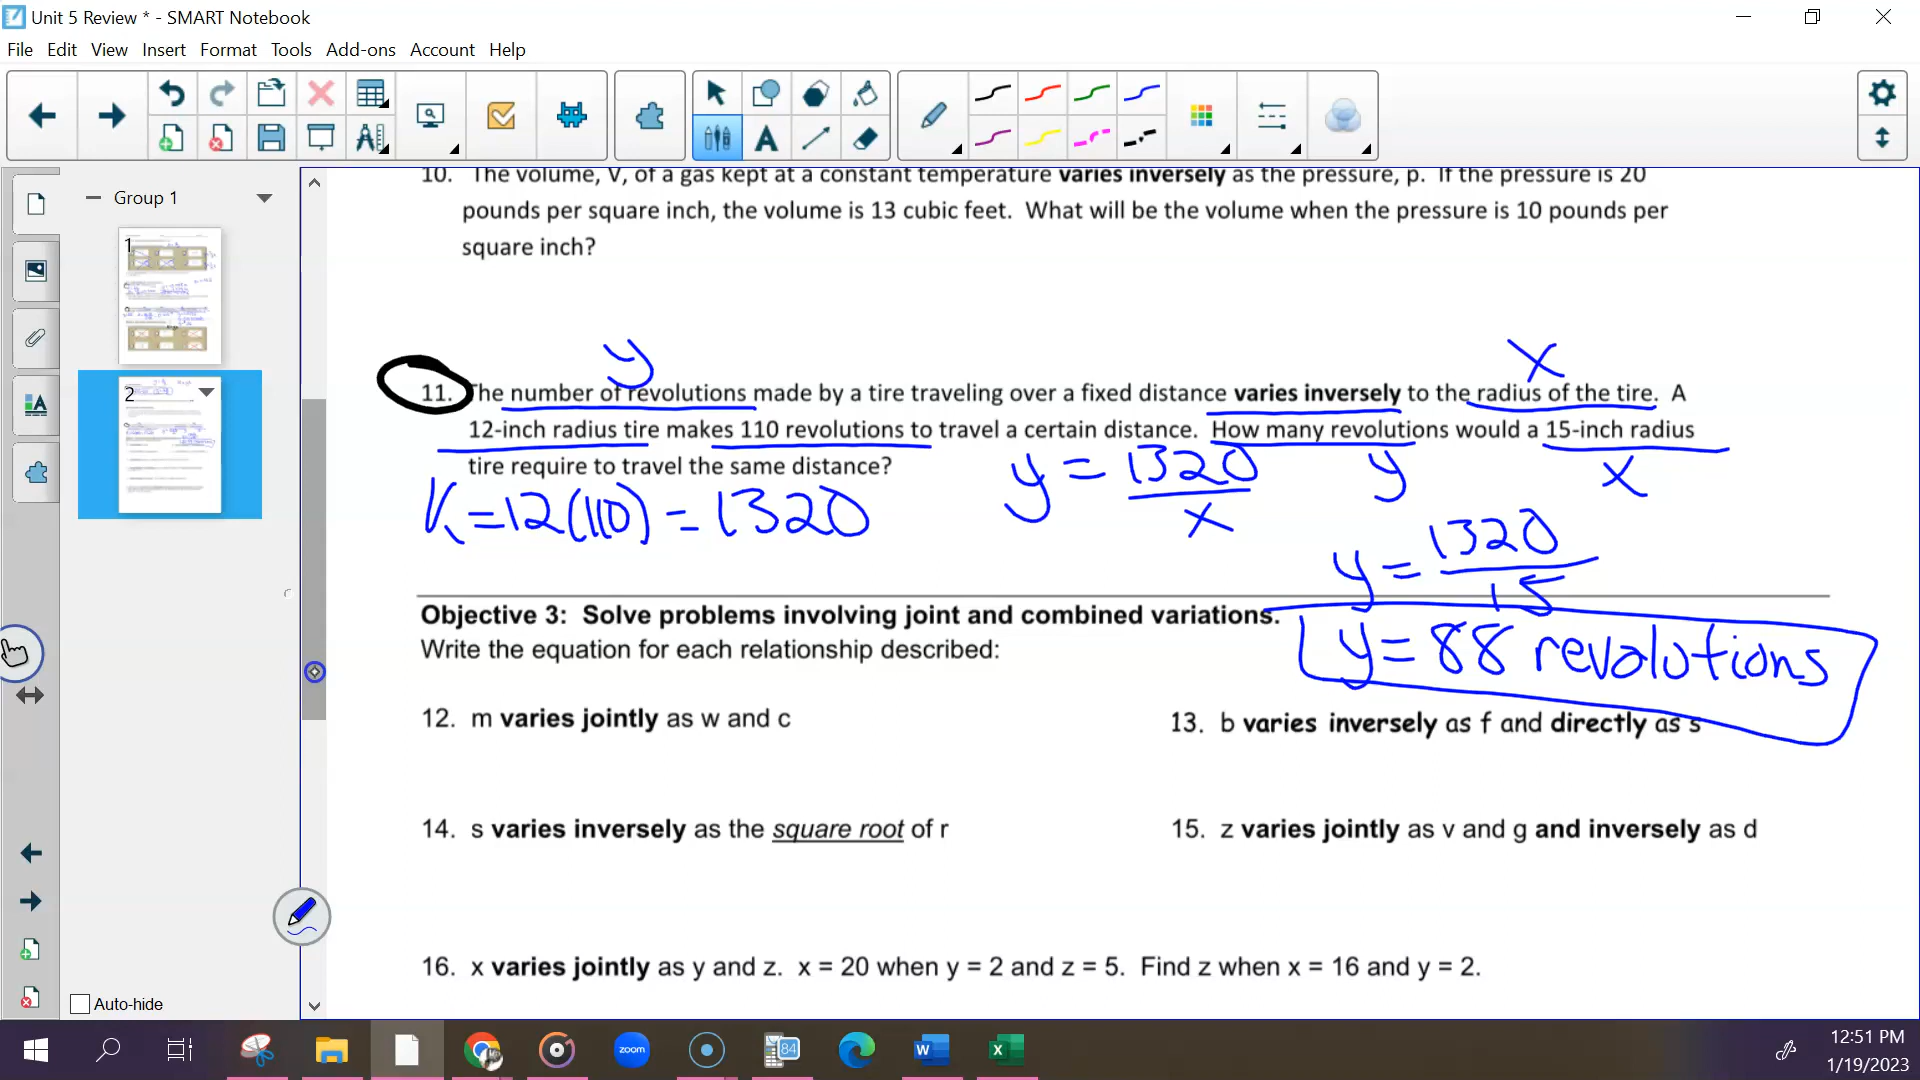 Unit 5 Review * - SMART Notebook
File Edit View Insert Format Tools Add-ons Account Help
Group 1
1
2
Auto-hide
10. The volume, V, of a gas kept at a constant temperature varies inversely as the pressure, p. If the pressure is 20
pounds per square inch, the volume is 13 cubic feet. What will be the volume when the pressure is 10 pounds per
square inch?
y x
11. The number of revolutions made by a tire traveling over a fixed distance varies inversely to the radius of the tire. A
12-inch radius tire makes 110 revolutions to travel a certain distance. How many revolutions would a 15-inch radius
tire require to travel the same distance?
y x
K = 12(110) = 1320
y = 1320
x
y = 1320
15
y = 88 revolutions
Objective 3: Solve problems involving joint and combined variations.
Write the equation for each relationship described:
12. m varies jointly as w and c
13. b varies inversely as f and directly as s
14. s varies inversely as the square root of r
15. z varies jointly as v and g and inversely as d
16. x varies jointly as y and z. x = 20 when y = 2 and z = 5. Find z when x = 16 and y = 2.
zoom
84
12:51 PM
1/19/2023